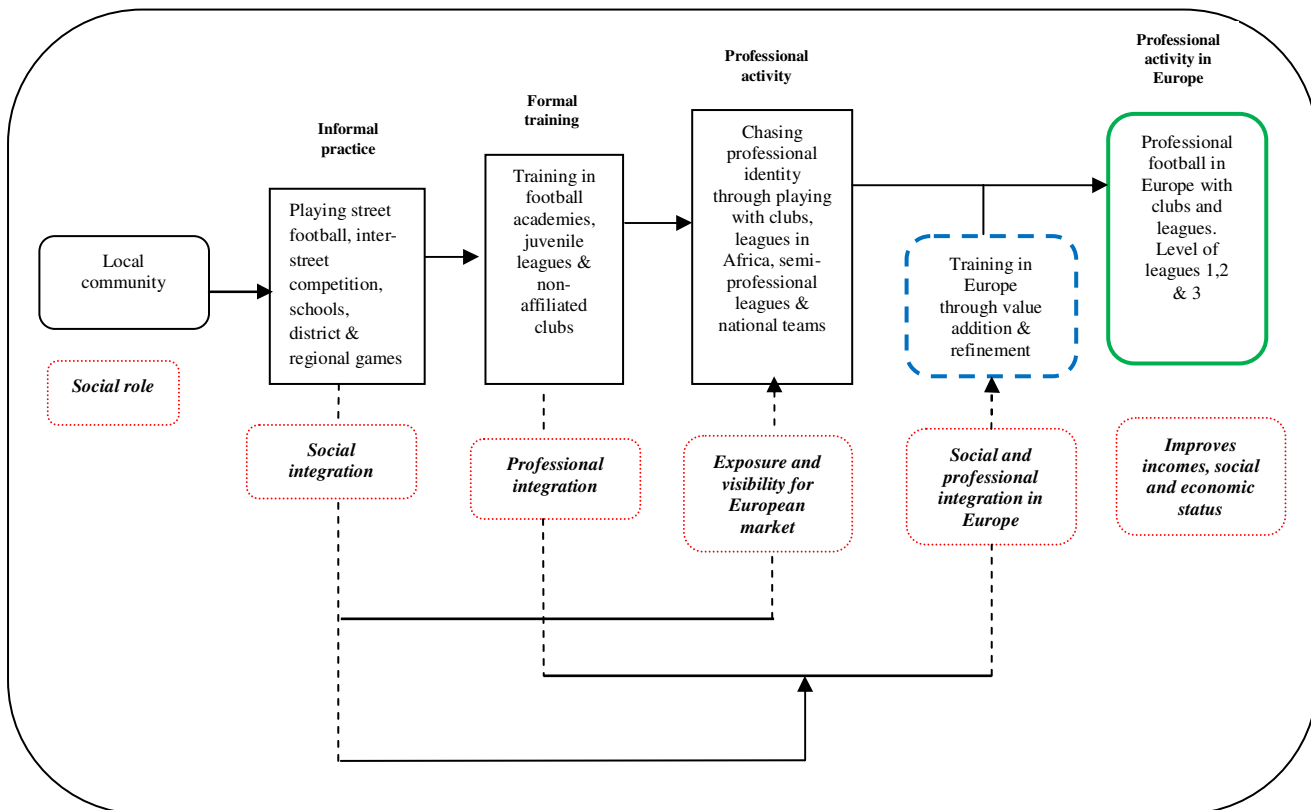 Professional
activity in
Europe
Professional
activity
Formal
training
Informal
practice
Local
community
Playing street
football, inter-
street
competition,
schools,
district &
regional games
Training in
football
academies,
juvenile
leagues &
non-
affiliated
clubs
Chasing
professional
identity
through playing
with clubs,
leagues in
Africa, semi-
professional
leagues &
national teams
Training in
Europe
through value
addition &
refinement
Professional
football in
Europe with
clubs and
leagues.
Level of
leagues 1,2
& 3
Social role
Social
integration
Professional
integration
Exposure and
visibility for
European
market
Social and
professional
integration in
Europe
Improves
incomes, social
and economic
status